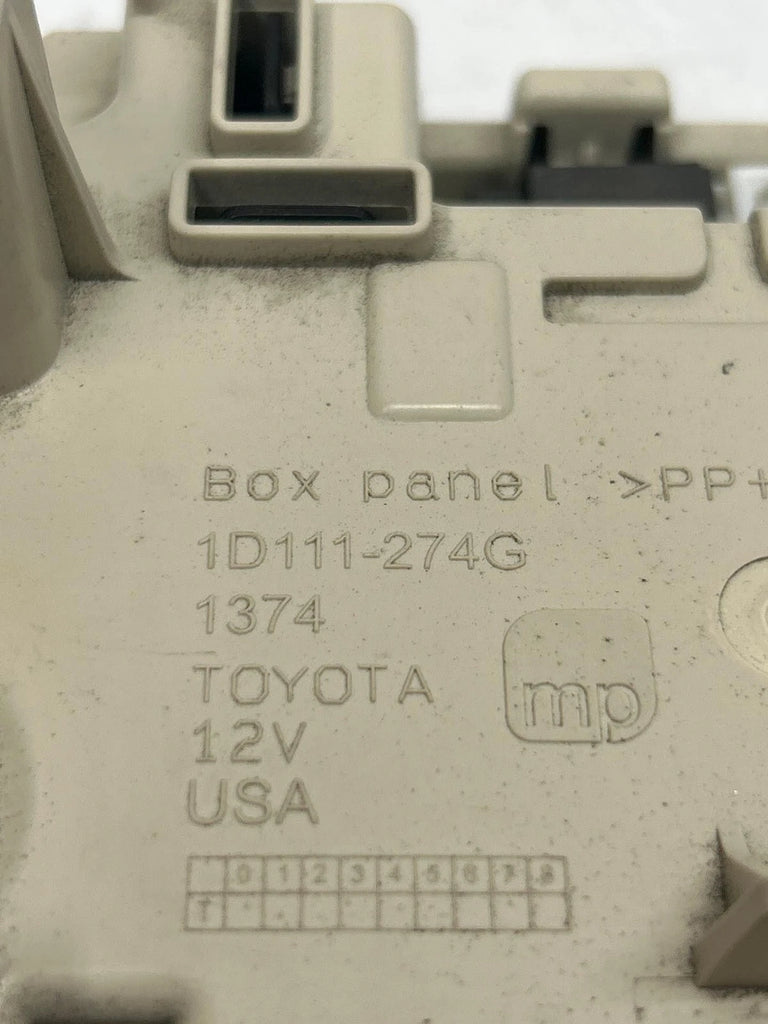 Box panel >PP+
1D111-274G
1374
mp
TOYOTA
12V
USA
0 1 2 3 4 5 6 7 8
T